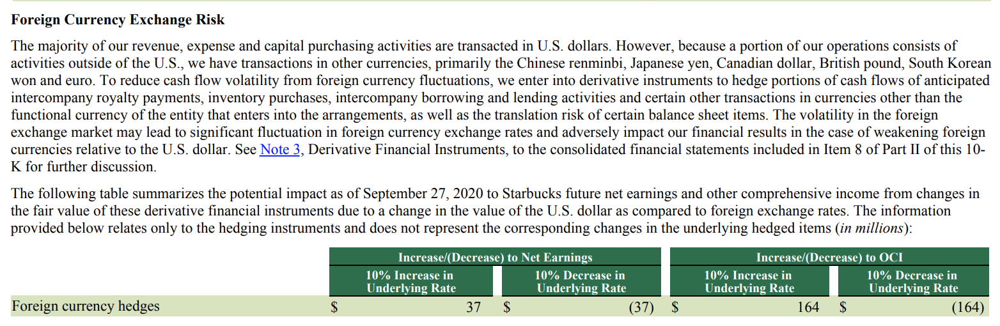 Foreign Currency Exchange Risk
The majority of our revenue, expense and capital purchasing activities are transacted in U.S. dollars. However, because a portion of our operations consists of
activities outside of the U.S., we have transactions in other currencies, primarily the Chinese renminbi, Japanese yen, Canadian dollar, British pound, South Korean
won and euro. To reduce cash flow volatility from foreign currency fluctuations, we enter into derivative instruments to hedge portions of cash flows of anticipated
intercompany royalty payments, inventory purchases, intercompany borrowing and lending activities and certain other transactions in currencies other than the
functional currency of the entity that enters into the arrangements, as well as the translation risk of certain balance sheet items. The volatility in the foreign
exchange market may lead to significant fluctuation in foreign currency exchange rates and adversely impact our financial results in the case of weakening foreign
currencies relative to the U.S. dollar. See Note 3, Derivative Financial Instruments, to the consolidated financial statements included in Item 8 of Part II of this 10-
K for further discussion.
The following table summarizes the potential impact as of September 27, 2020 to Starbucks future net earnings and other comprehensive income from changes in
the fair value of these derivative financial instruments due to a change in the value of the U.S. dollar as compared to foreign exchange rates. The information
provided below relates only to the hedging instruments and does not represent the corresponding changes in the underlying hedged items (in millions):
Increase/(Decrease) to Net Earnings Increase/(Decrease) to OCI
10% Increase in 10% Decrease in 10% Increase in 10% Decrease in
Underlying Rate Underlying Rate Underlying Rate Underlying Rate
Foreign currency hedges $ 37 $ (37) $ 164 $ (164)